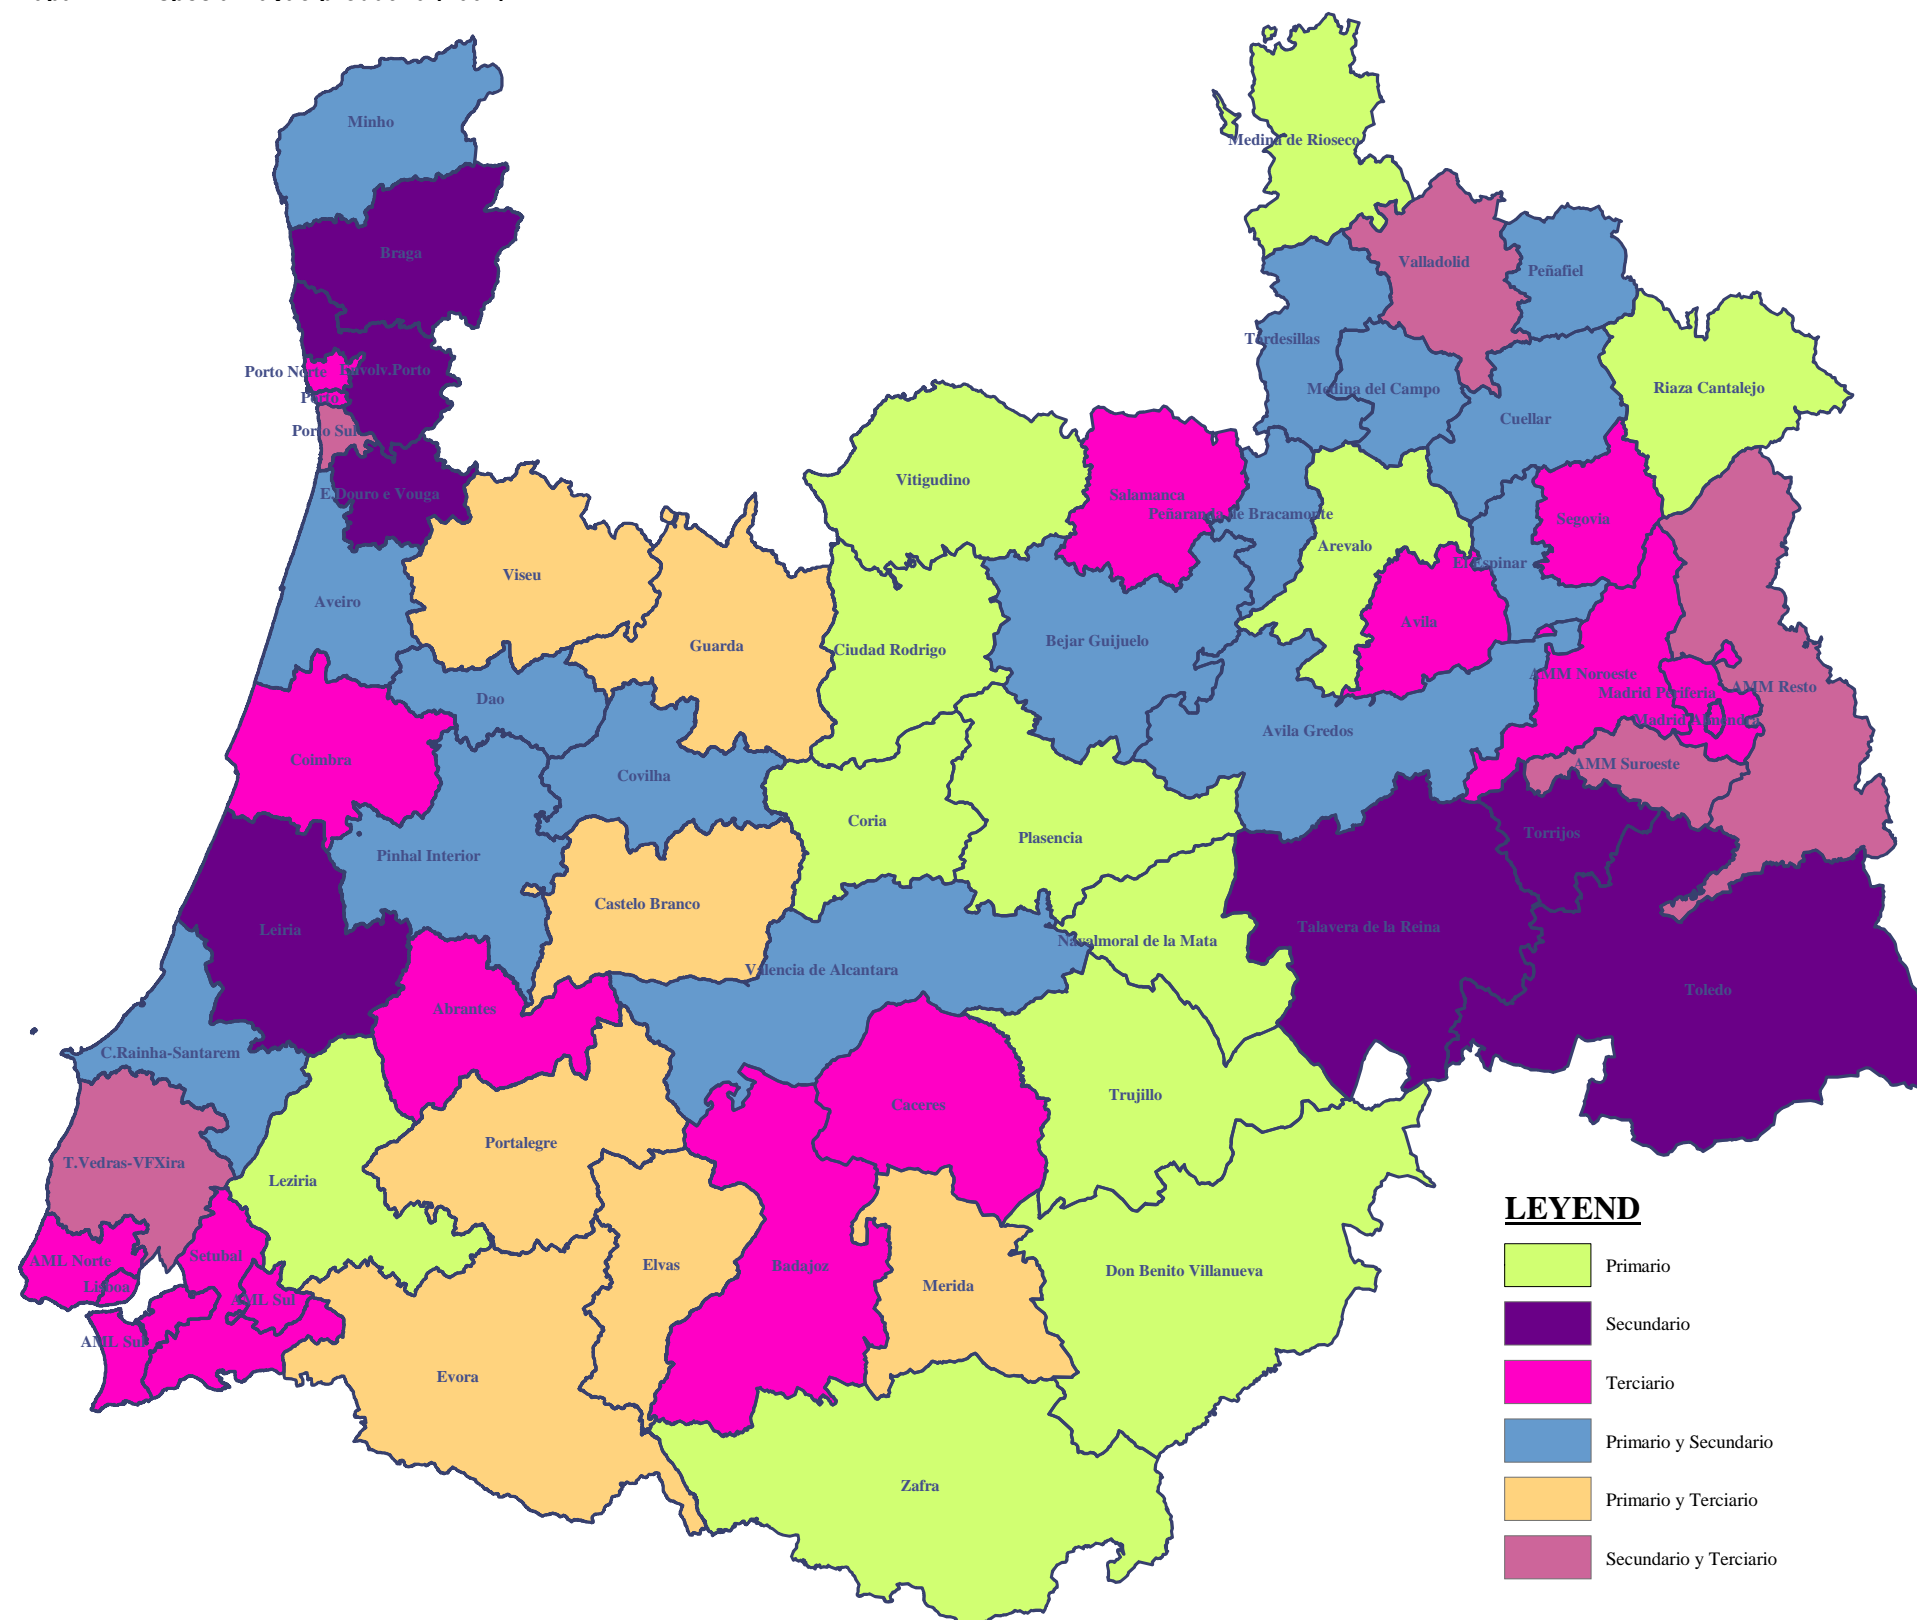 Minho
Medina de Rioseco
Braga
Valladolid
Peñafiel
Tordesillas
Porto Norte
Envolv.Porto
Medina del Campo
Riaza Cantalejo
Porto
Cuellar
Porto Sul
Vitigudino
E.Douro e Vouga
Salamanca
Peñaranda de Bracamonte
Segovia
Arevalo
El Espinar
Viseu
Aveiro
Avila
Guarda
Ciudad Rodrigo
Bejar Guijuelo
AMM Noroeste
AMM Resto
Madrid Periferia
Dao
Madrid Almendra
Avila Gredos
Coimbra
AMM Suroeste
Covilha
Coria
Torrijos
Plasencia
Pinhal Interior
Castelo Branco
Leiria
Talavera de la Reina
Navalmoral de la Mata
Valencia de Alcantara
Toledo
Abrantes
C.Rainha-Santarem
Trujillo
Caceres
Portalegre
T.Vedras-VFXira
Leziria
Setubal
AML Norte
Elvas
Badajoz
Don Benito Villanueva
Lisboa
Merida
AML Sul
AML Sul
Evora
Zafra
LEYEND
Primario
Secundario
Terciario
Primario y Secundario
Primario y Terciario
Secundario y Terciario